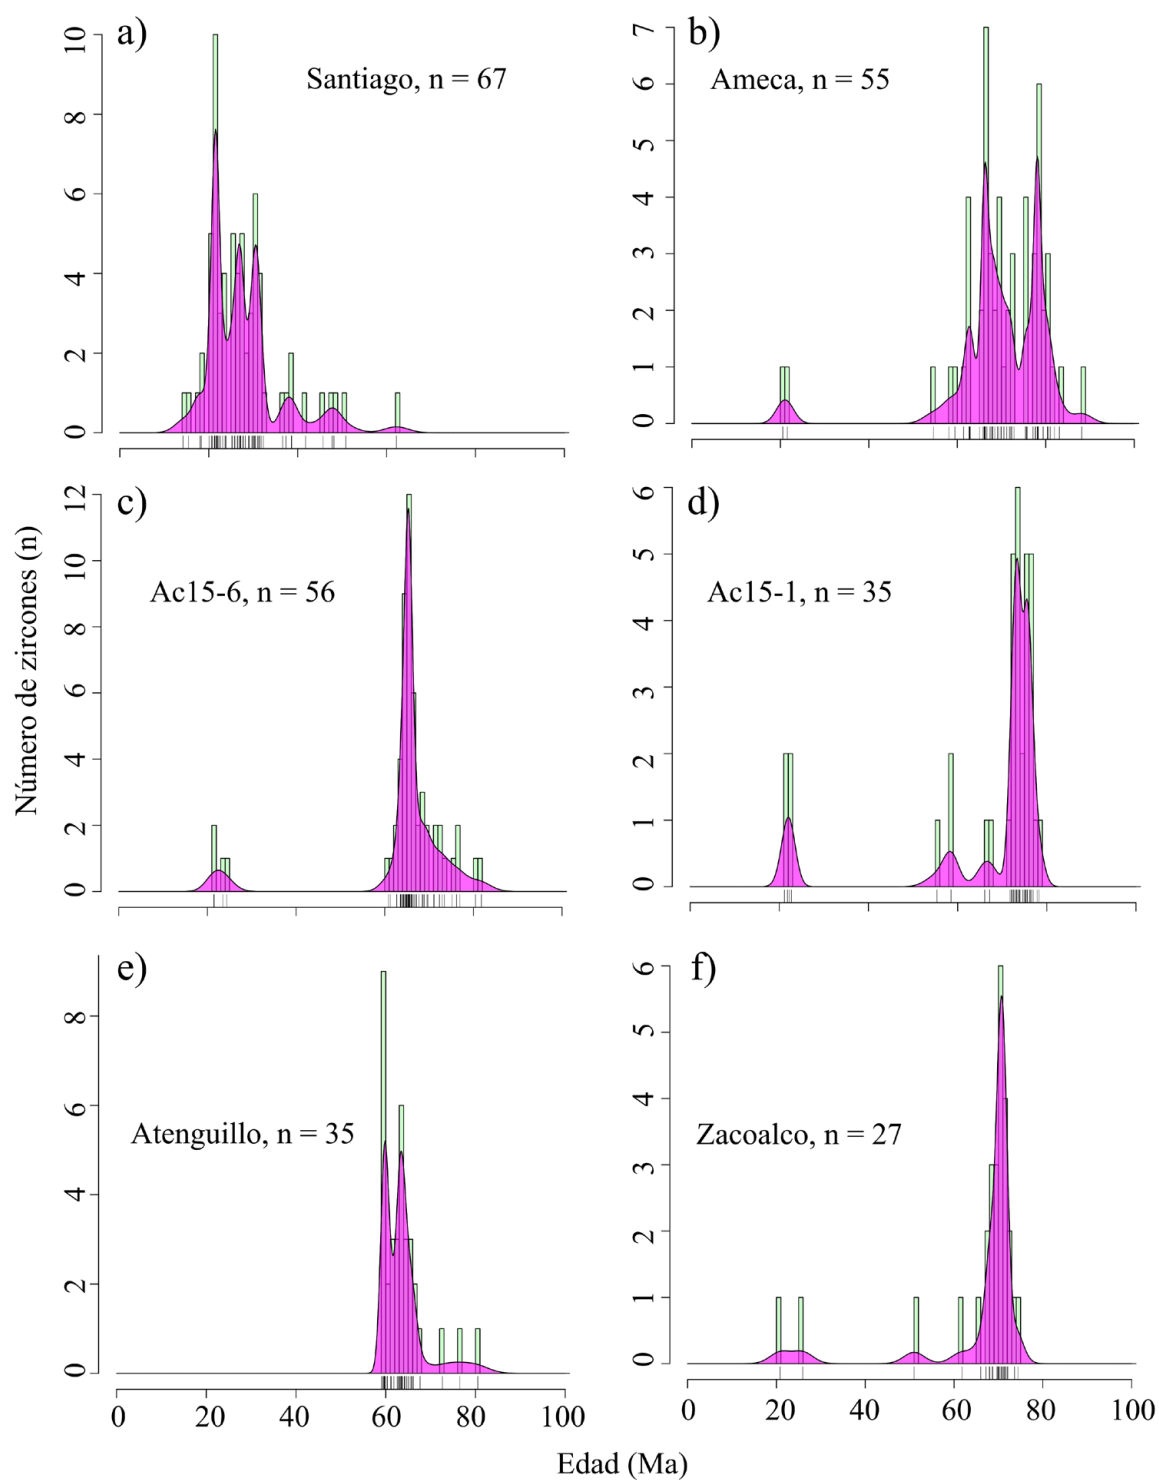 a)
Santiago, n = 67
10
8
6
4
2
0
b)
Ameca, n = 55
7
6
5
4
3
2
1
0
c)
Ac15-6, n = 56
12
10
8
6
4
2
0
d)
Ac15-1, n = 35
6
5
4
3
2
1
0
Número de zircones (n)
e)
Atenguillo, n = 35
8
6
4
2
0
0 20 40 60 80 100
f)
Zacoalco, n = 27
6
5
4
3
2
1
0
0 20 40 60 80 100
Edad (Ma)